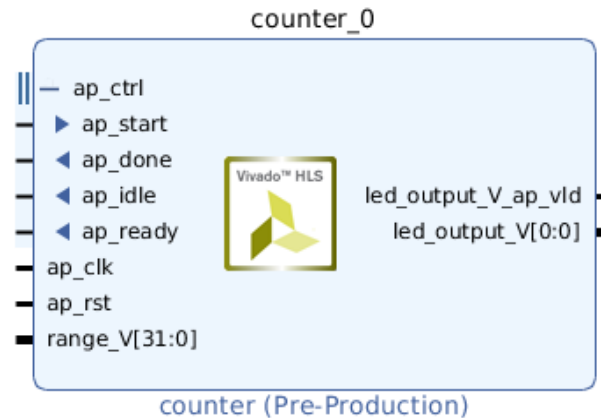 counter_0
ap_ctrl
ap_start
ap_done
ap_idle
ap_ready
ap_clk
ap_rst
range_V[31:0]
Vivado™ HLS
led_output_V_ap_vld
led_output_V[0:0]
counter (Pre-Production)